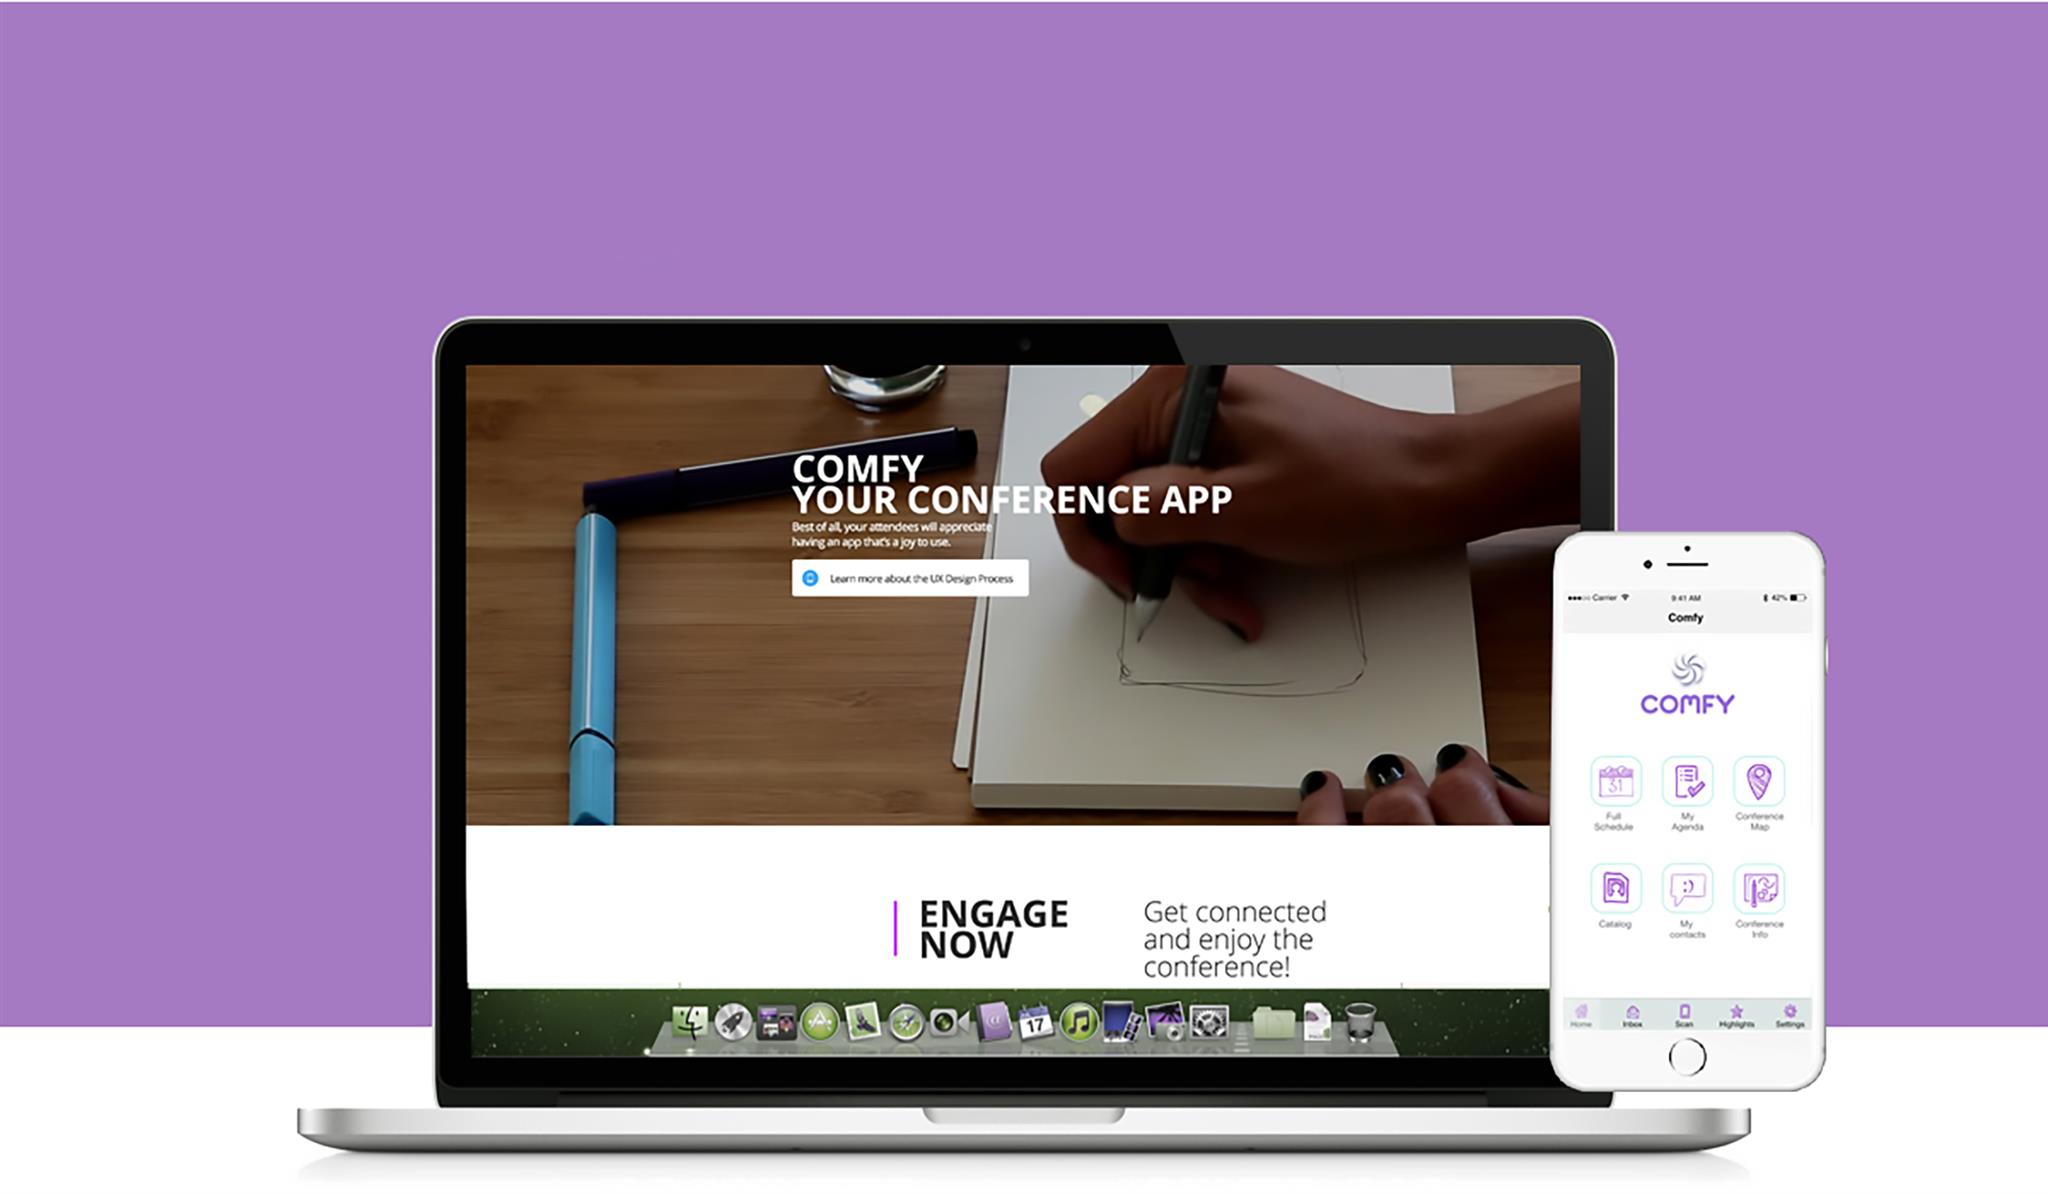 COMFY
YOUR CONFERENCE APP
Best of all, your attendees will appreciate
having an app that's a joy to use.
Learn more about the UX Design Process
ENGAGE
NOW
Get connected
and enjoy the
conference!
17
Carrier
9:41 AM
42%
Comfy
COMFY
31
Full
Schedule
My
Agenda
Conference
Map
Catalog
:)
My
contacts
Conference
Info
Home
Inbox
Scan
Highlights
Settings